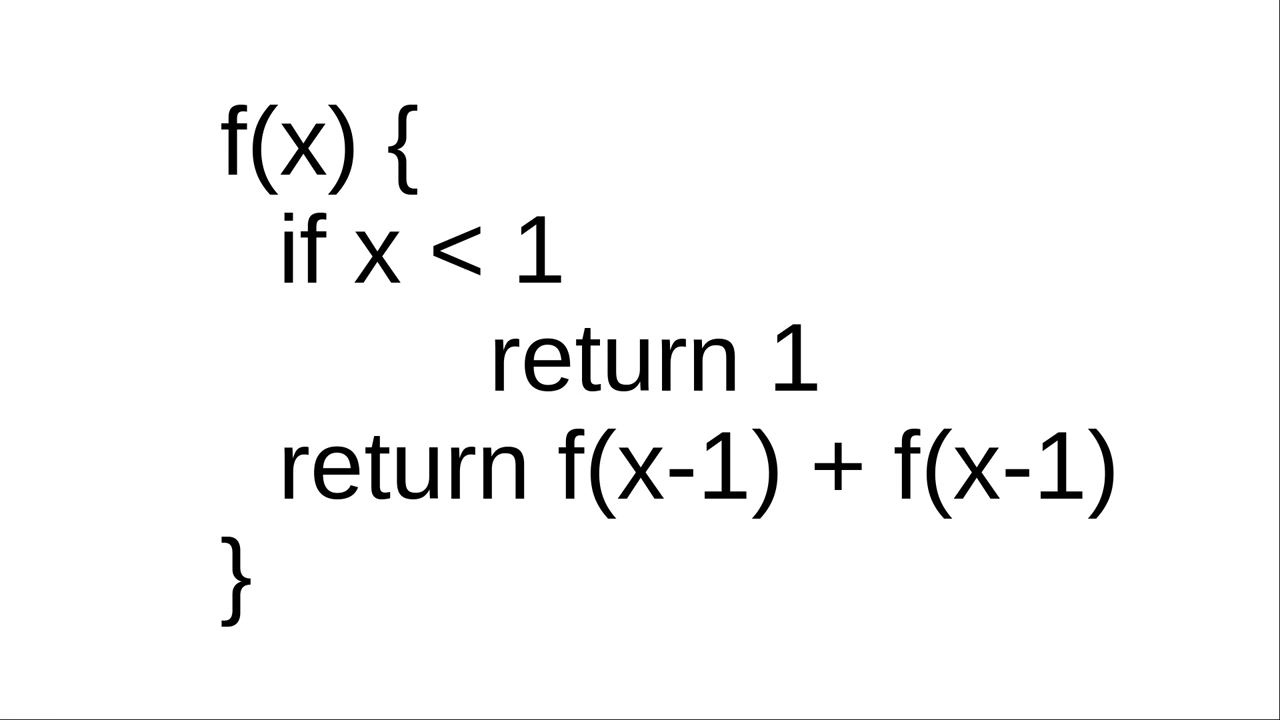 f(x) {
if x < 1
return 1
return f(x-1) + f(x-1)
}